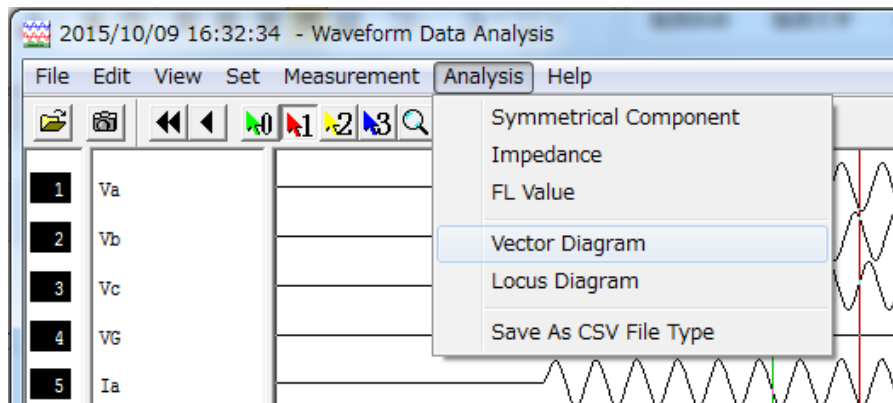 2015/10/09 16:32:34 - Waveform Data Analysis
File Edit View Set Measurement Analysis Help
0 1 2 3
Symmetrical Component
Impedance
FL Value
Vector Diagram
Locus Diagram
Save As CSV File Type
1 Va
2 Vb
3 Vc
4 VG
5 Ia